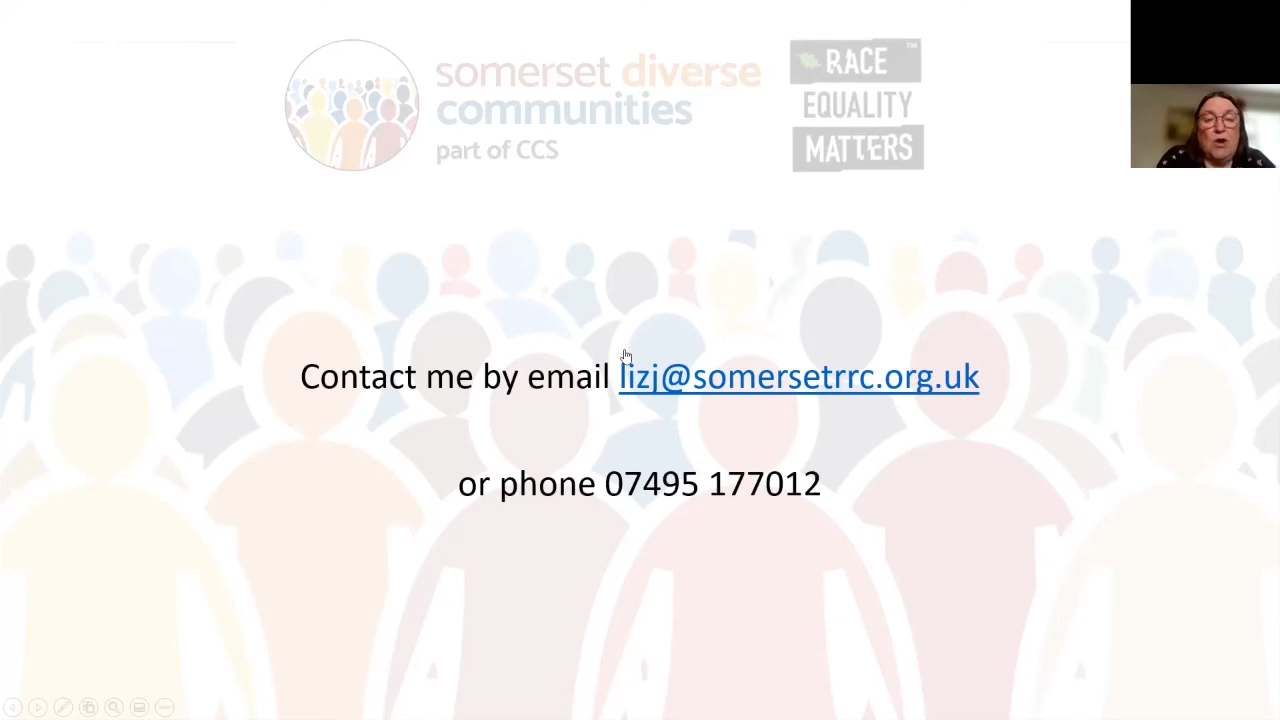 somerset diverse
communities
part of CCS
RACE™
EQUALITY
MATTERS
Contact me by email lizj@somersetrrc.org.uk
or phone 07495 177012